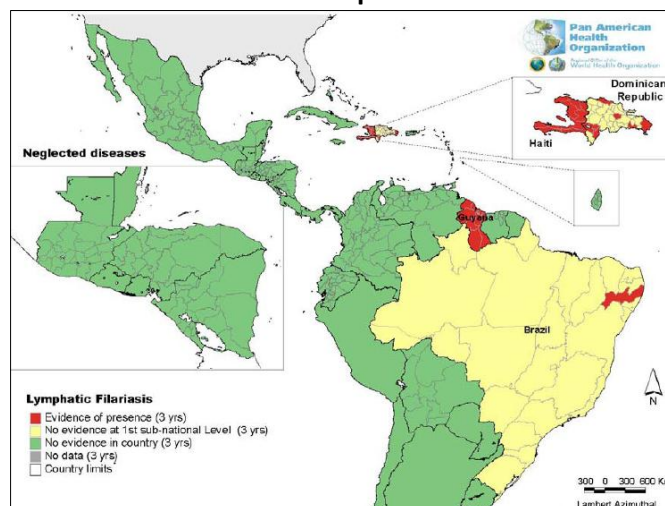 Pan American
Health
Organization
Regional Office of the
World Health Organization
Dominican
Republic
Haiti
Neglected diseases
Guyana
Brazil
Lymphatic Filariasis
Evidence of presence (3 yrs)
No evidence at 1st sub-national Level (3 yrs)
No evidence in country (3 yrs)
No data (3 yrs)
Country limits
N
300 0 300 600 K
Lambert Azimuthal